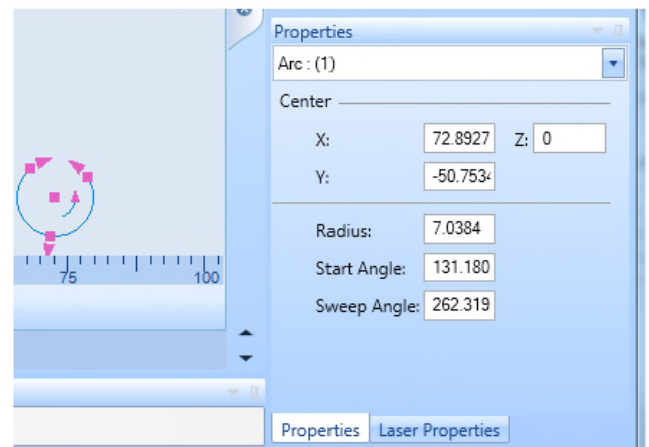 Properties
Arc : (1)
Center
X: 72.8927 Z: 0
Y: -50.7534
Radius: 7.0384
Start Angle: 131.180
Sweep Angle: 262.319
75 100
Properties Laser Properties